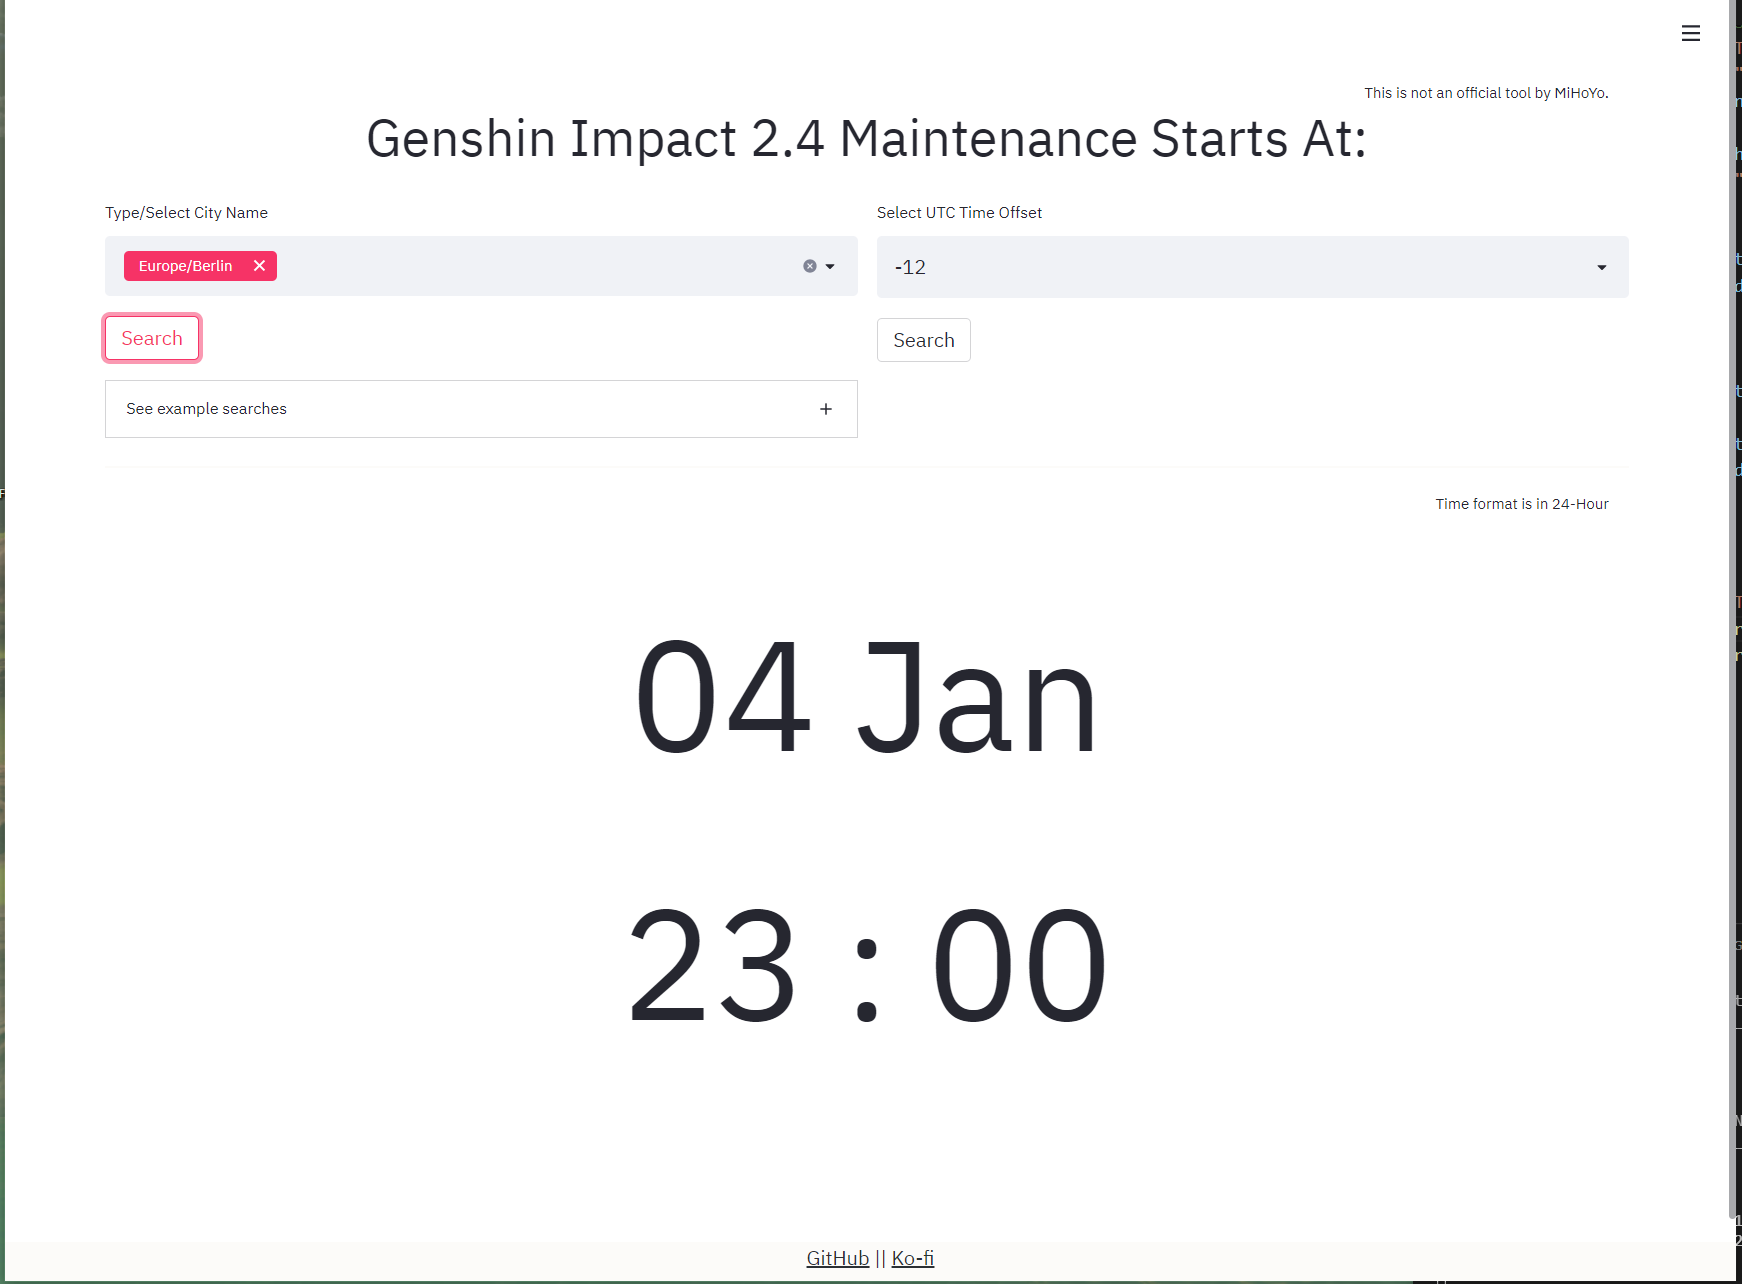 This is not an official tool by MiHoYo.
Genshin Impact 2.4 Maintenance Starts At:
Type/Select City Name
Select UTC Time Offset
Europe/Berlin
-12
Search
Search
See example searches
Time format is in 24-Hour
04 Jan
23 : 00
GitHub || Ko-fi